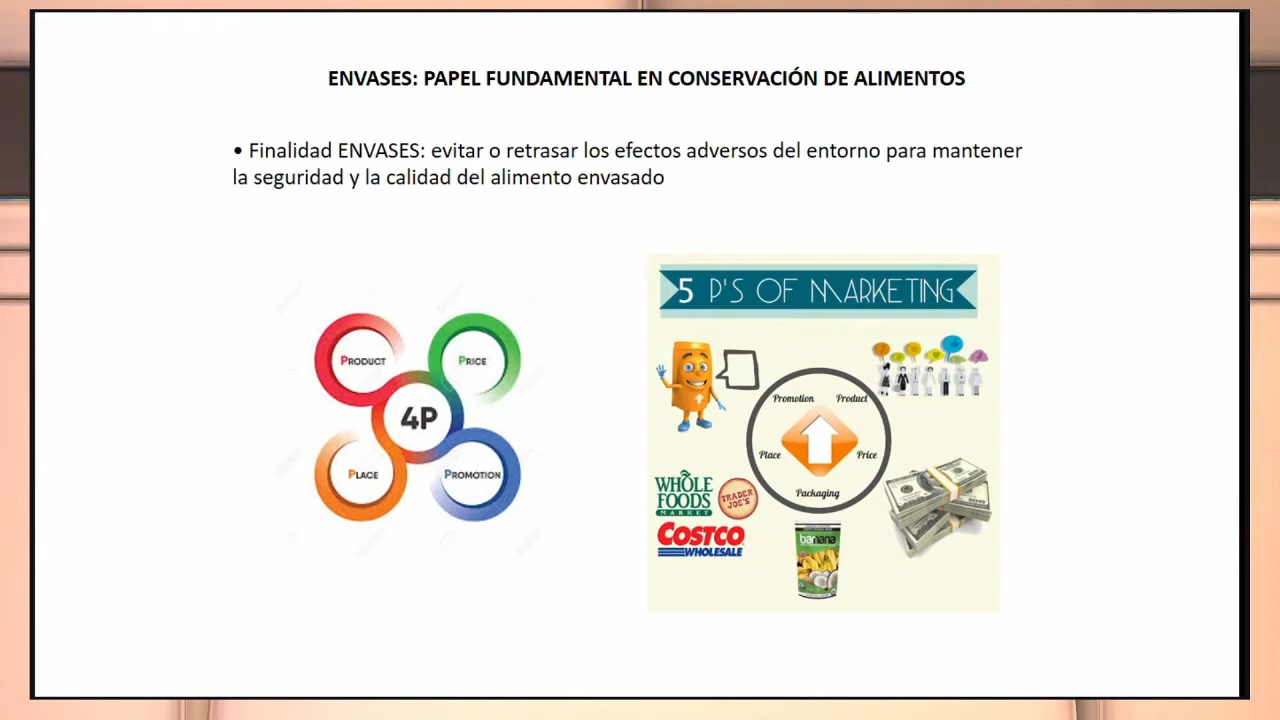 ENVASES: PAPEL FUNDAMENTAL EN CONSERVACIÓN DE ALIMENTOS
• Finalidad ENVASES: evitar o retrasar los efectos adversos del entorno para mantener
la seguridad y la calidad del alimento envasado
PRODUCT
PRICE
4P
PLACE
PROMOTION
5 P'S OF MARKETING
Promotion
Product
Place
Price
Packaging
WHOLE
FOODS
MARKET
TRADER
JOE'S
COSTCO
WHOLESALE
banana